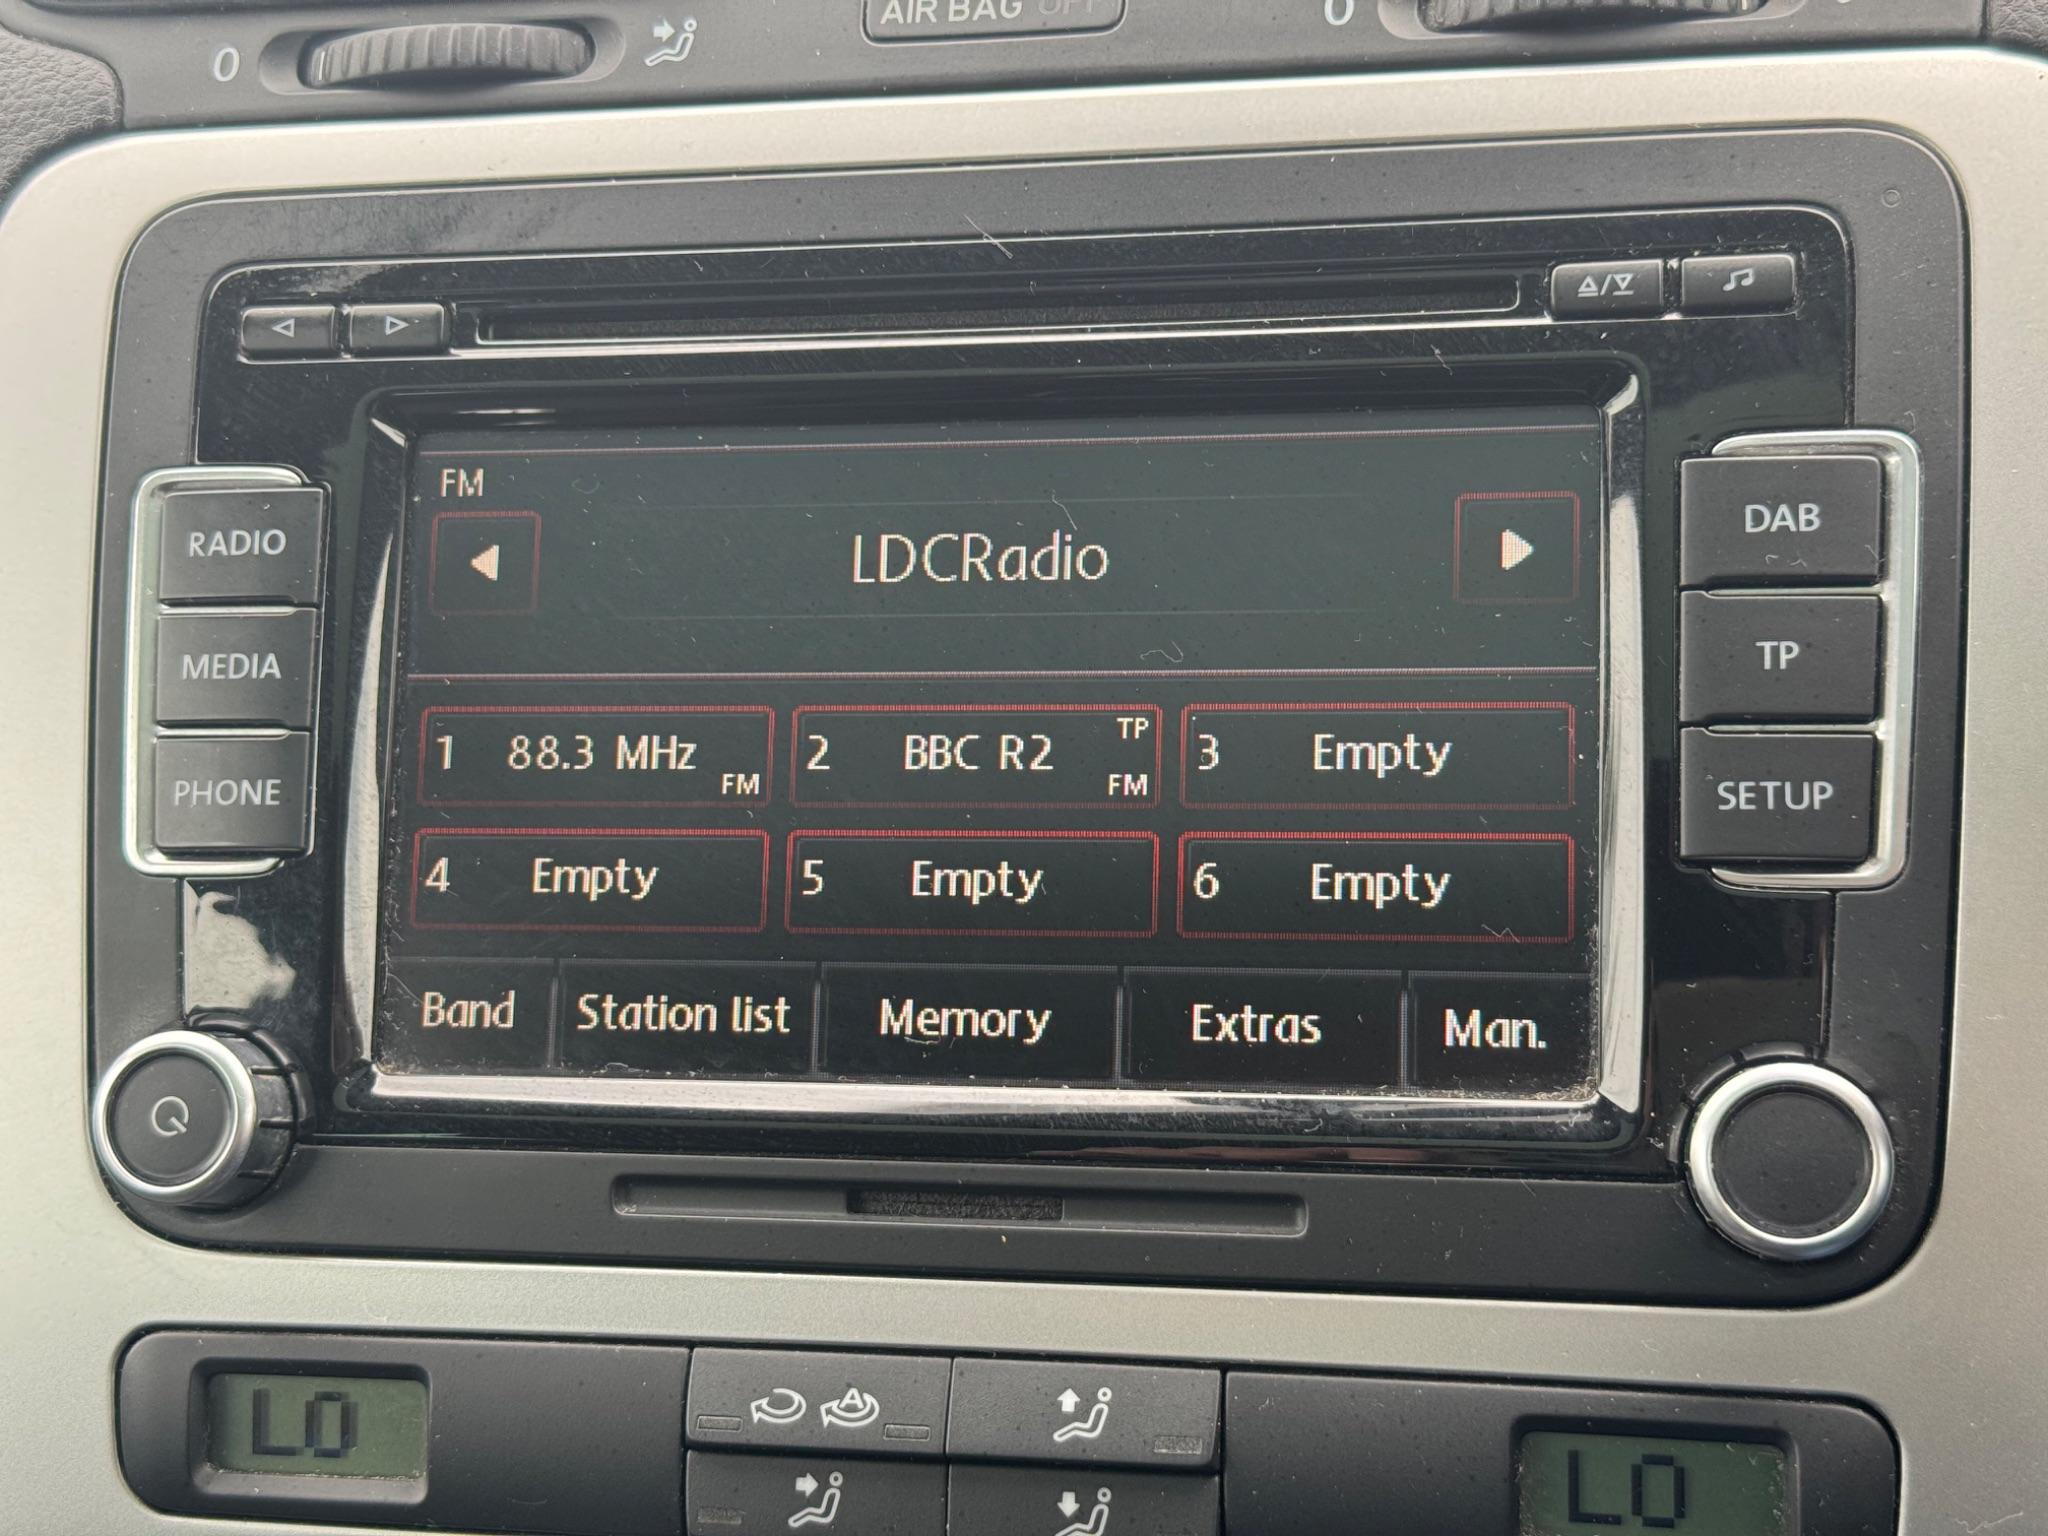 0
AIR BAG OFF
0
FM
LDCRadio
RADIO
MEDIA
PHONE
DAB
TP
SETUP
1 88.3 MHz FM
2 BBC R2 TP FM
3 Empty
4 Empty
5 Empty
6 Empty
Band
Station list
Memory
Extras
Man.
A
LO
LO